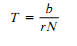 T = b / rN